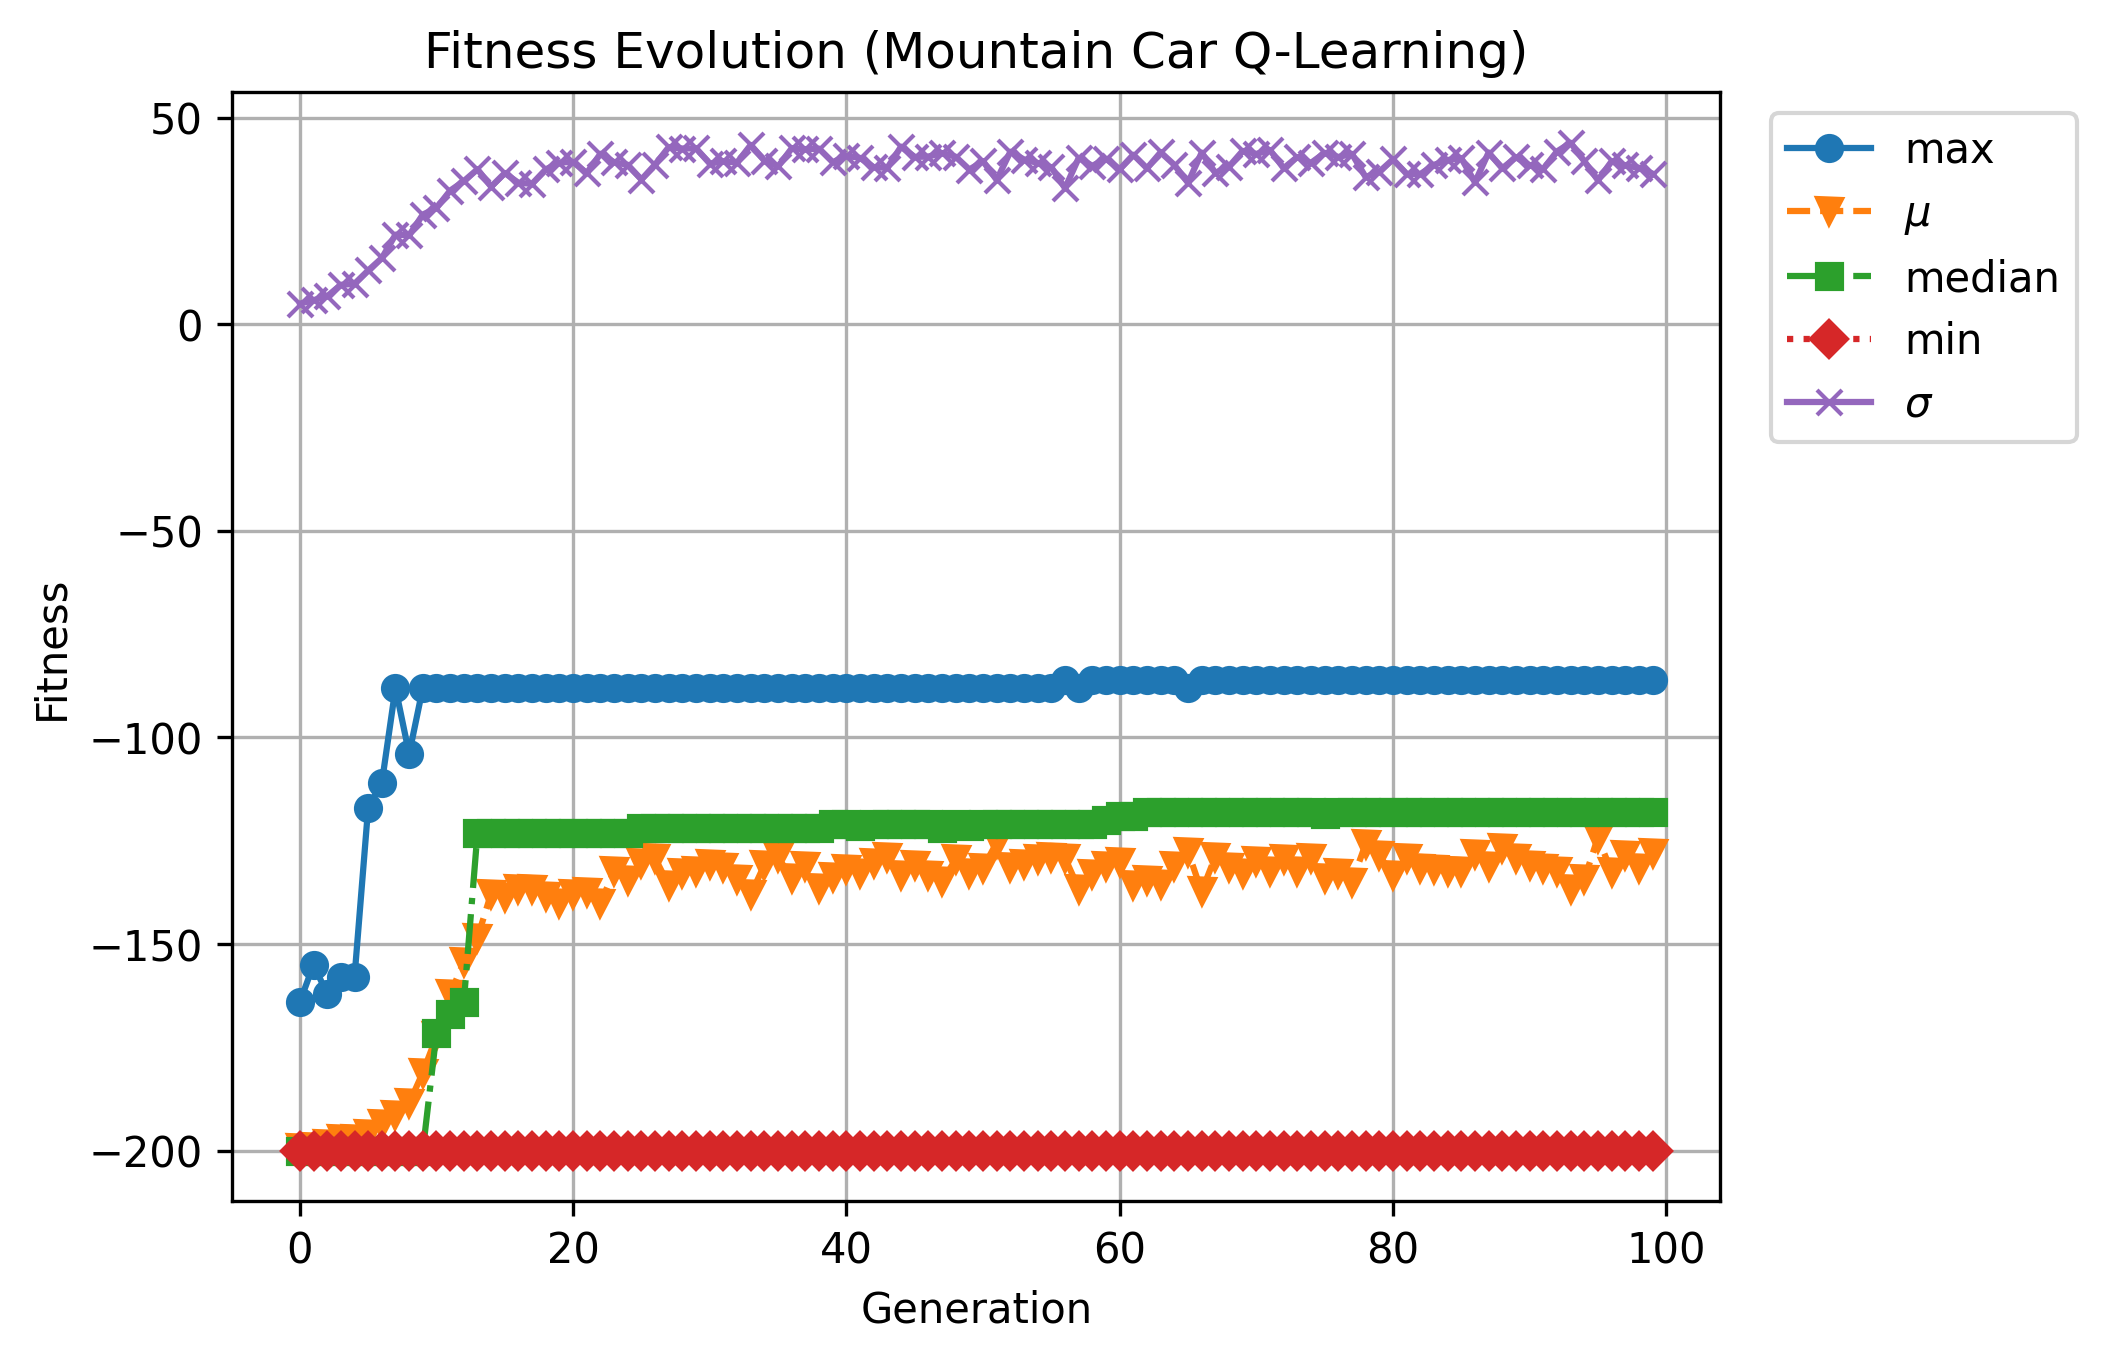 Fitness Evolution (Mountain Car Q-Learning)
50
0
−50
−100
−150
−200
Fitness
0 20 40 60 80 100
Generation
max
μ
median
min
σ